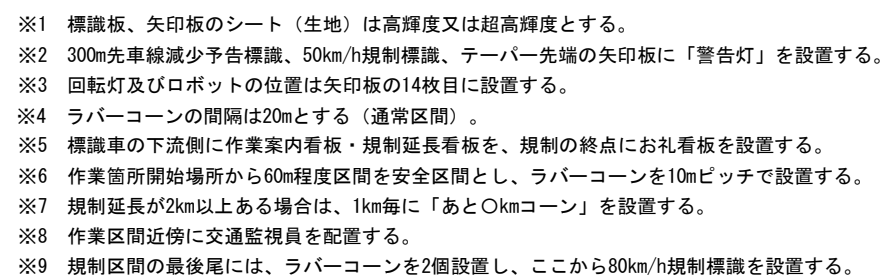 ※1　標識板、矢印板のシート（生地）は高輝度又は超高輝度とする。
※2　300m先車線減少予告標識、50km/h規制標識、テーパー先端の矢印板に「警告灯」を設置する。
※3　回転灯及びロボットの位置は矢印板の14枚目に設置する。
※4　ラバーコーンの間隔は20mとする（通常区間）。
※5　標識車の下流側に作業案内看板・規制延長看板を、規制の終点にお礼看板を設置する。
※6　作業箇所開始場所から60m程度区間を安全区間とし、ラバーコーンを10mピッチで設置する。
※7　規制延長が2km以上ある場合は、1km毎に「あと〇kmコーン」を設置する。
※8　作業区間近傍に交通監視員を配置する。
※9　規制区間の最後尾には、ラバーコーンを2個設置し、ここから80km/h規制標識を設置する。